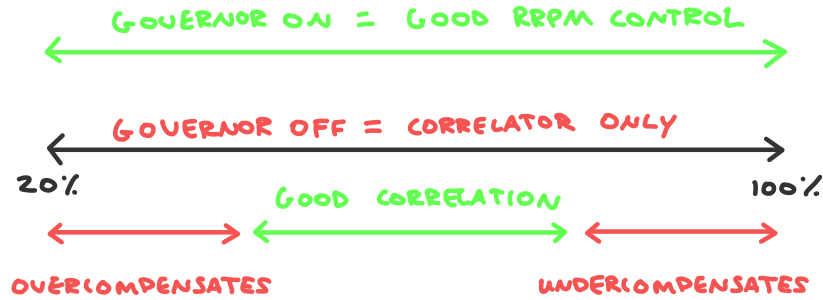 GOVERNOR ON = GOOD RRPM CONTROL
GOVERNOR OFF = CORRELATOR ONLY
20% 100%
GOOD CORRELATION
OVERCOMPENSATES UNDERCOMPENSATES